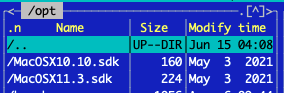 <─ /opt ─.[^]>
.n Name │ Size │Modify time
/.. │UP--DIR│Jun 15 04:08
/MacOSX10.10.sdk │ 160│May 3 2021
/MacOSX11.3.sdk │ 224│May 3 2021